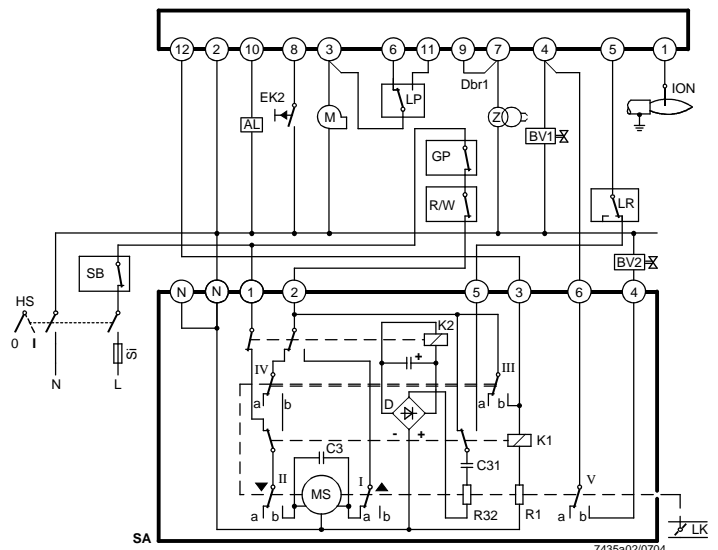 12 2 10 8 3 6 11 9 7 4 5 1
Dbr1
EK2
LP
ION
AL
M
Z
BV1
GP
R/W
LR
SB
BV2
HS
0 I
Si
N L
N N 1 2 5 3 6 4
K2
IV
III
a b
D
a b
- +
+
K1
C3
C31
II
I
V
MS
a b
a b
R32
R1
a b
LK
SA
7435a02/0704